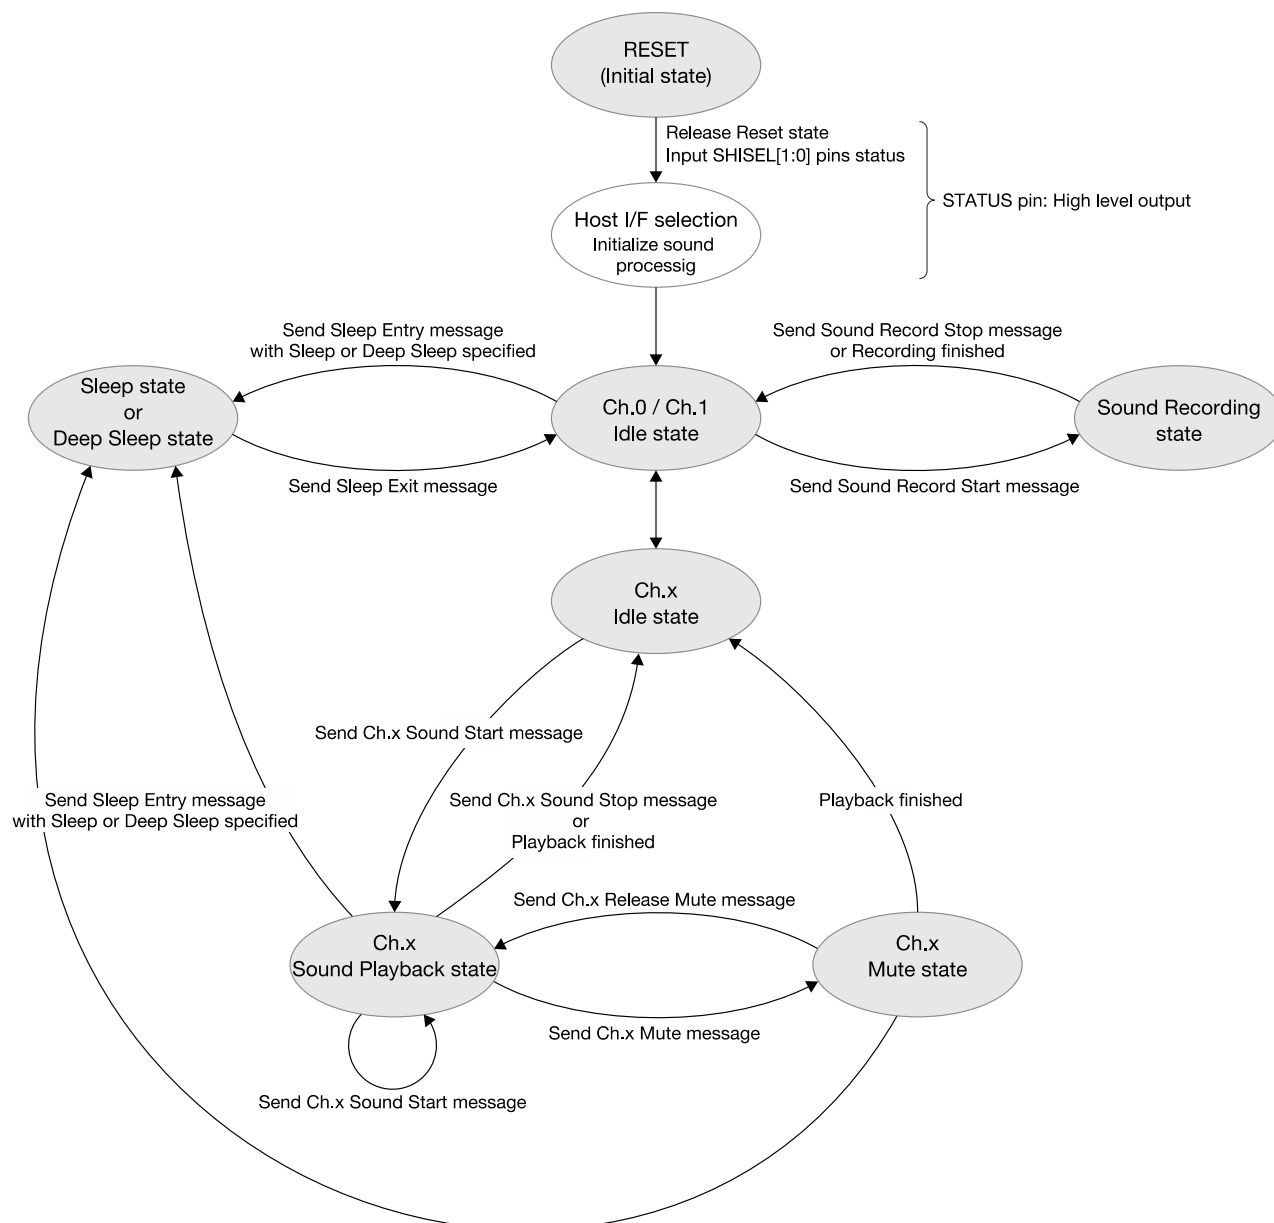 RESET
(Initial state)
Release Reset state
Input SHISEL[1:0] pins status
STATUS pin: High level output
Host I/F selection
Initialize sound
processig
Send Sleep Entry message
with Sleep or Deep Sleep specified
Send Sound Record Stop message
or Recording finished
Sleep state
or
Deep Sleep state
Ch.0 / Ch.1
Idle state
Sound Recording
state
Send Sleep Exit message
Send Sound Record Start message
Ch.x
Idle state
Send Ch.x Sound Start message
Send Sleep Entry message
with Sleep or Deep Sleep specified
Send Ch.x Sound Stop message
or
Playback finished
Playback finished
Send Ch.x Release Mute message
Ch.x
Sound Playback state
Ch.x
Mute state
Send Ch.x Mute message
Send Ch.x Sound Start message